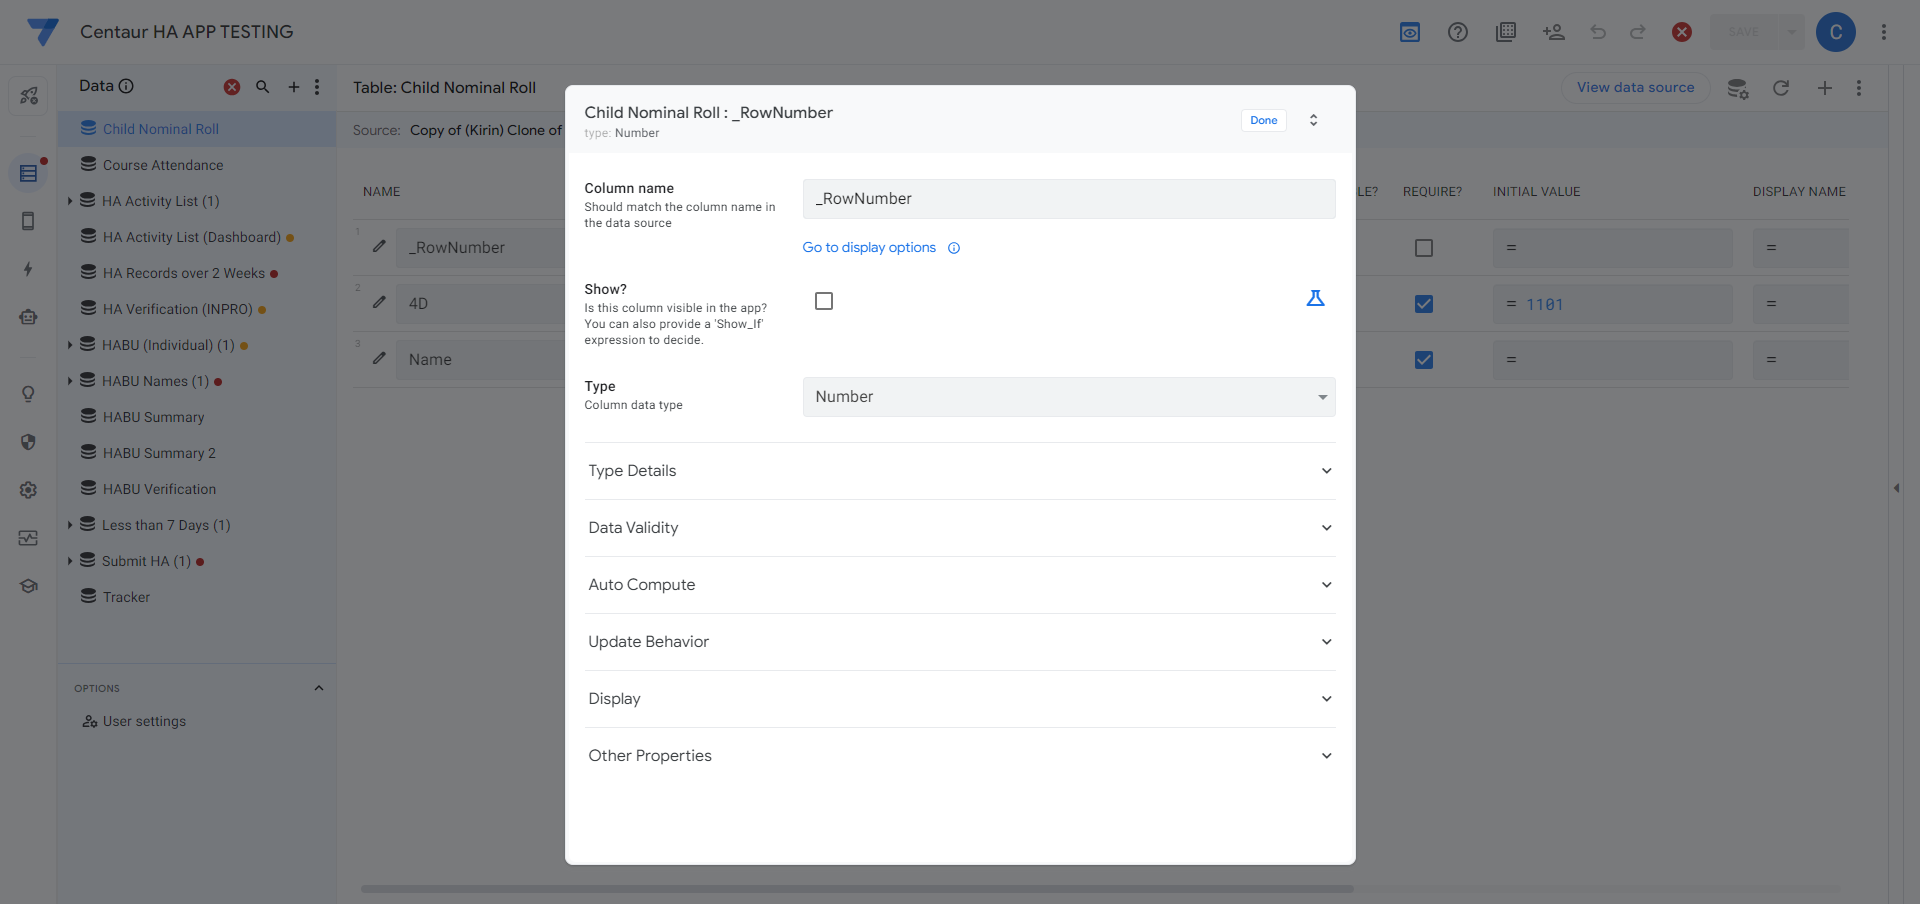 Centaur HA APP TESTING
SAVE
C
Data
Table: Child Nominal Roll
View data source
Source: Copy of (Kirin) Clone of
Child Nominal Roll
Course Attendance
HA Activity List (1)
HA Activity List (Dashboard)
HA Records over 2 Weeks
HA Verification (INPRO)
HABU (Individual) (1)
HABU Names (1)
HABU Summary
HABU Summary 2
HABU Verification
Less than 7 Days (1)
Submit HA (1)
Tracker
OPTIONS
User settings
NAME
LE?
REQUIRE?
INITIAL VALUE
DISPLAY NAME
1
_RowNumber
=
=
2
4D
= 1101
=
3
Name
=
=
Child Nominal Roll : _RowNumber
type: Number
Done
Column name
Should match the column name in
the data source
_RowNumber
Go to display options
Show?
Is this column visible in the app?
You can also provide a 'Show_If'
expression to decide.
Type
Column data type
Number
Type Details
Data Validity
Auto Compute
Update Behavior
Display
Other Properties